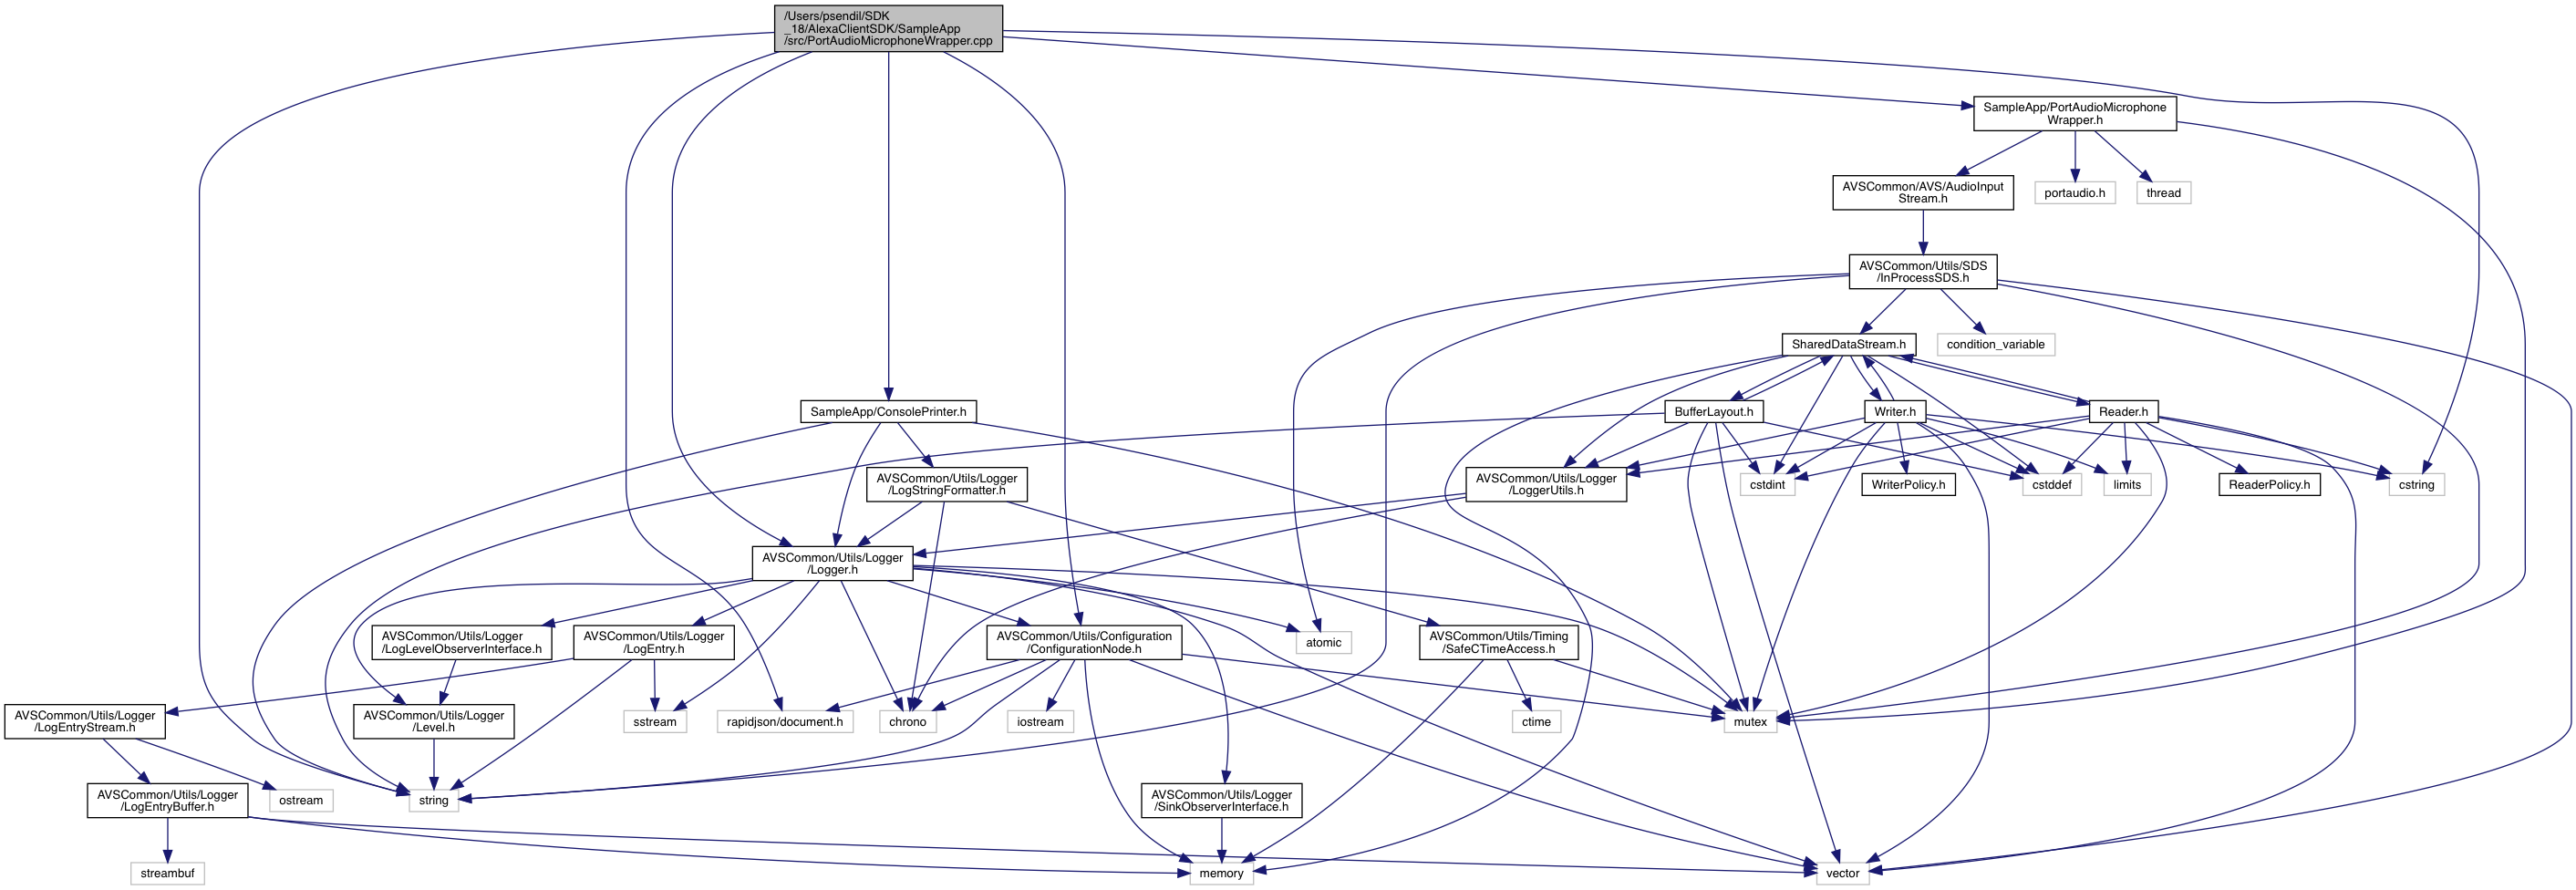 /Users/psendil/SDK
_18/AlexaClientSDK/SampleApp
/src/PortAudioMicrophoneWrapper.cpp
SampleApp/PortAudioMicrophone
Wrapper.h
AVSCommon/AVS/AudioInput
Stream.h
portaudio.h
thread
AVSCommon/Utils/SDS
/InProcessSDS.h
SharedDataStream.h
condition_variable
SampleApp/ConsolePrinter.h
BufferLayout.h
Writer.h
Reader.h
AVSCommon/Utils/Logger
/LogStringFormatter.h
AVSCommon/Utils/Logger
/LoggerUtils.h
cstdint
WriterPolicy.h
cstddef
limits
ReaderPolicy.h
cstring
AVSCommon/Utils/Logger
/Logger.h
AVSCommon/Utils/Logger
/LogLevelObserverInterface.h
AVSCommon/Utils/Logger
/LogEntry.h
AVSCommon/Utils/Configuration
/ConfigurationNode.h
atomic
AVSCommon/Utils/Timing
/SafeCTimeAccess.h
AVSCommon/Utils/Logger
/LogEntryStream.h
AVSCommon/Utils/Logger
/Level.h
sstream
rapidjson/document.h
chrono
iostream
ctime
mutex
AVSCommon/Utils/Logger
/LogEntryBuffer.h
ostream
string
AVSCommon/Utils/Logger
/SinkObserverInterface.h
streambuf
memory
vector